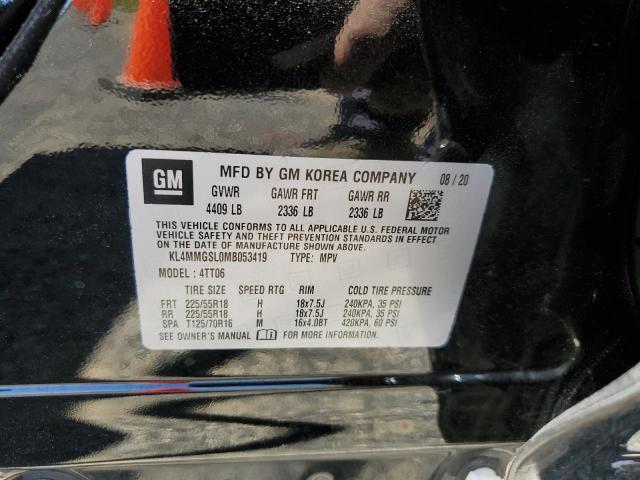 GM MFD BY GM KOREA COMPANY 08 / 20
GVWR GAWR FRT GAWR RR
4409 LB 2336 LB 2336 LB
THIS VEHICLE CONFORMS TO ALL APPLICABLE U.S. FEDERAL MOTOR
VEHICLE SAFETY AND THEFT PREVENTION STANDARDS IN EFFECT
ON THE DATE OF MANUFACTURE SHOWN ABOVE.
KL4MMGSL0MB053419 TYPE: MPV
MODEL: 4TT06
TIRE SIZE SPEED RTG RIM COLD TIRE PRESSURE
FRT 225/55R18 H 18x7.5J 240KPA, 35 PSI
RR 225/55R18 H 18x7.5J 240KPA, 35 PSI
SPA T125/70R16 M 16x4.0BT 420KPA, 60 PSI
SEE OWNER'S MANUAL FOR MORE INFORMATION.